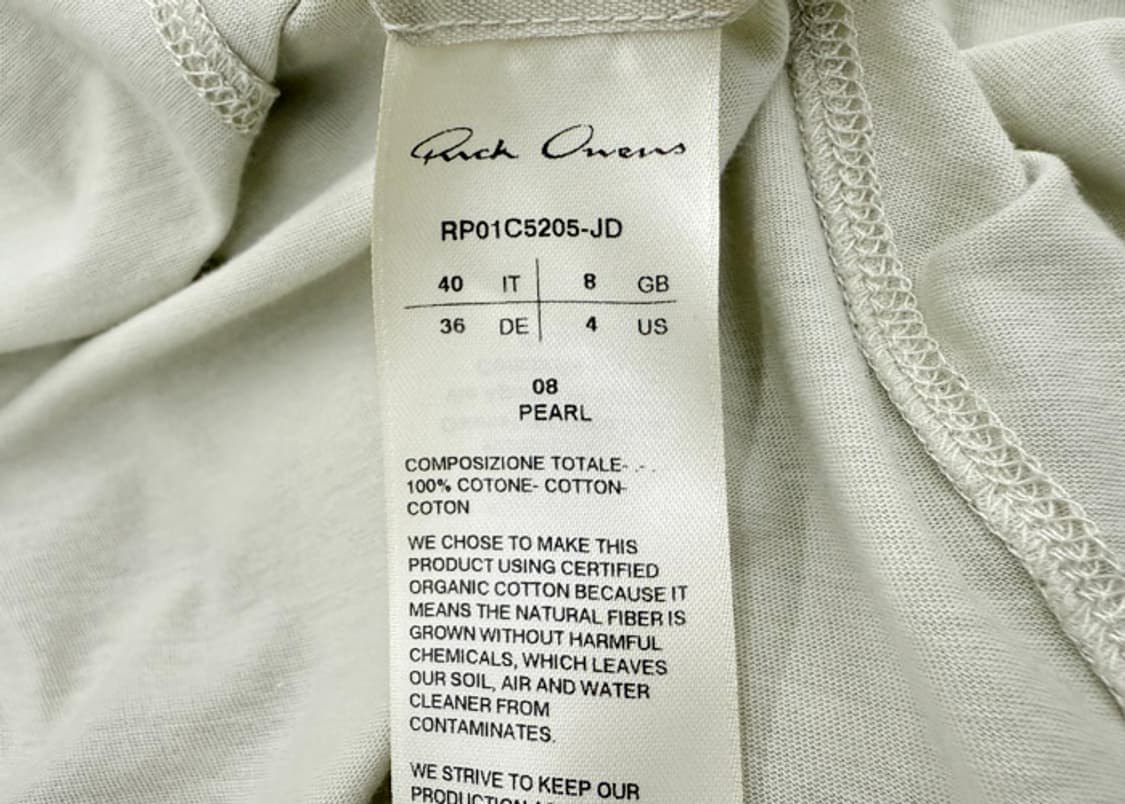 Rick Owens
RP01C5205-JD
40 IT 8 GB
36 DE 4 US
08
PEARL
COMPOSIZIONE TOTALE- .- .
100% COTONE- COTTON-
COTON
WE CHOSE TO MAKE THIS
PRODUCT USING CERTIFIED
ORGANIC COTTON BECAUSE IT
MEANS THE NATURAL FIBER IS
GROWN WITHOUT HARMFUL
CHEMICALS, WHICH LEAVES
OUR SOIL, AIR AND WATER
CLEANER FROM
CONTAMINATES.
WE STRIVE TO KEEP OUR
PRODUCTION